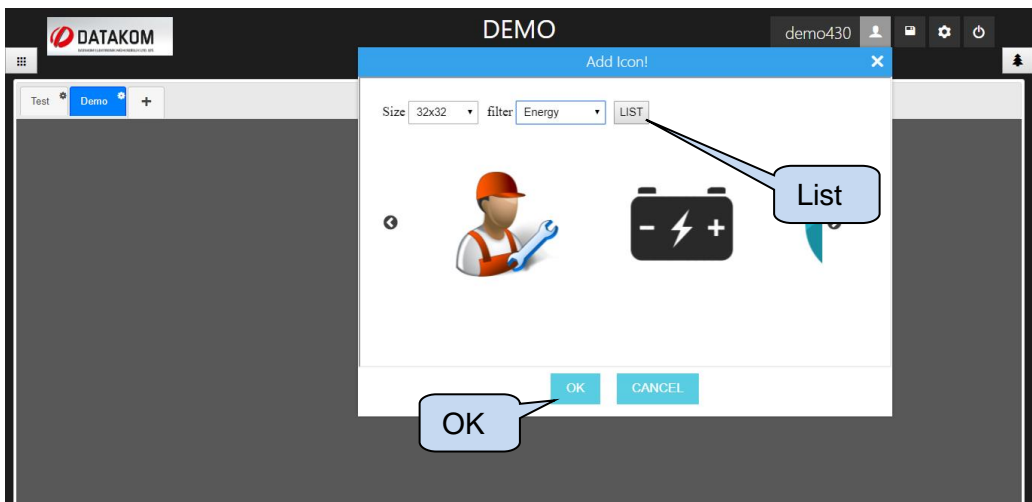 DATAKOM
DEMO
demo430
Add Icon!
Test
Demo
+
Size 32x32 filter Energy LIST
List
- +
OK CANCEL
OK